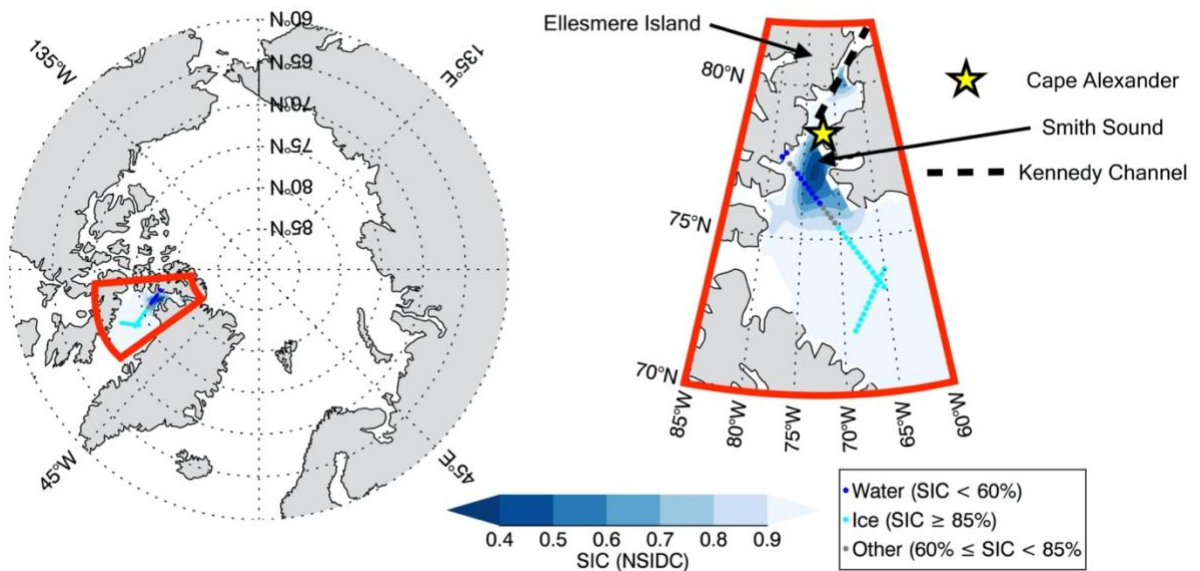 135°W
60°N
65°N
70°N
75°N
80°N
85°N
135°E
45°W
45°E
Ellesmere Island
80°N
75°N
70°N
85°W
80°W
75°W
70°W
65°W
60°W
Cape Alexander
Smith Sound
Kennedy Channel
0.4 0.5 0.6 0.7 0.8 0.9
SIC (NSIDC)
Water (SIC < 60%)
Ice (SIC ≥ 85%)
Other (60% ≤ SIC < 85%